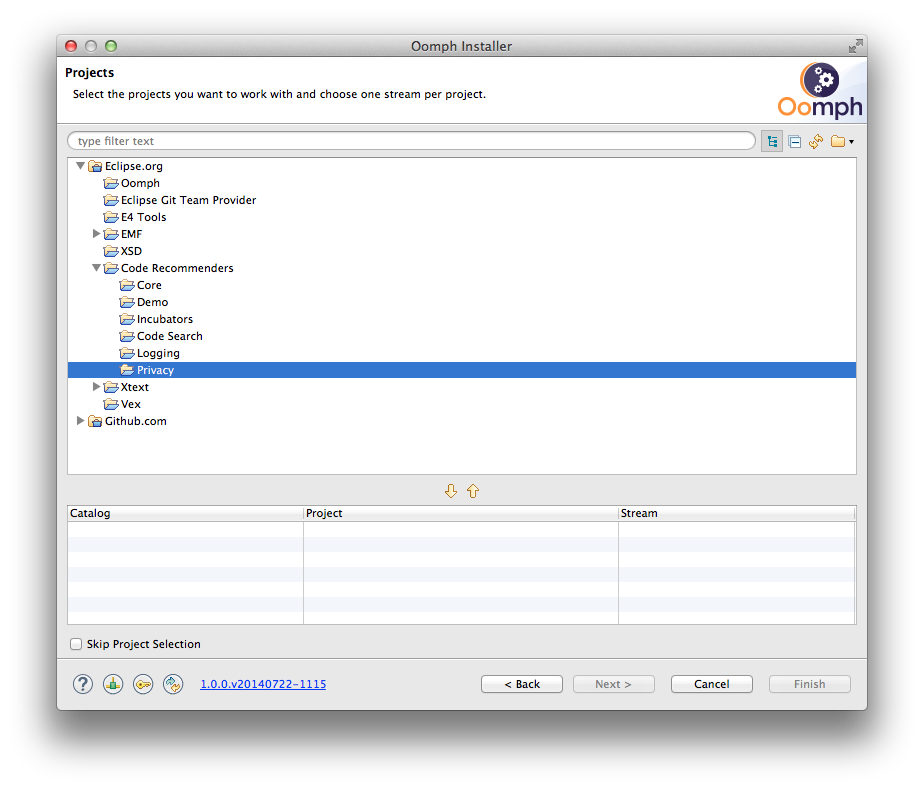 Oomph Installer
Projects
Select the projects you want to work with and choose one stream per project.
Oomph
type filter text
Eclipse.org
Oomph
Eclipse Git Team Provider
E4 Tools
EMF
XSD
Code Recommenders
Core
Demo
Incubators
Code Search
Logging
Privacy
Xtext
Vex
Github.com
Catalog Project Stream
Skip Project Selection
? 1.0.0.v20140722-1115 < Back Next > Cancel Finish